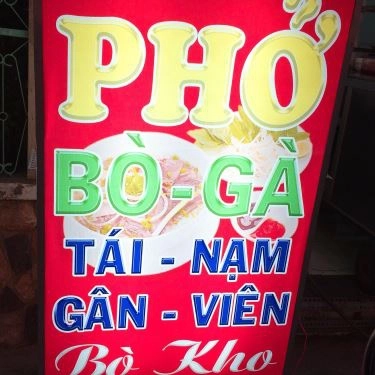 PHỞ
BÒ - GÀ
TÁI - NẠM
GÂN - VIÊN
Bò Kho